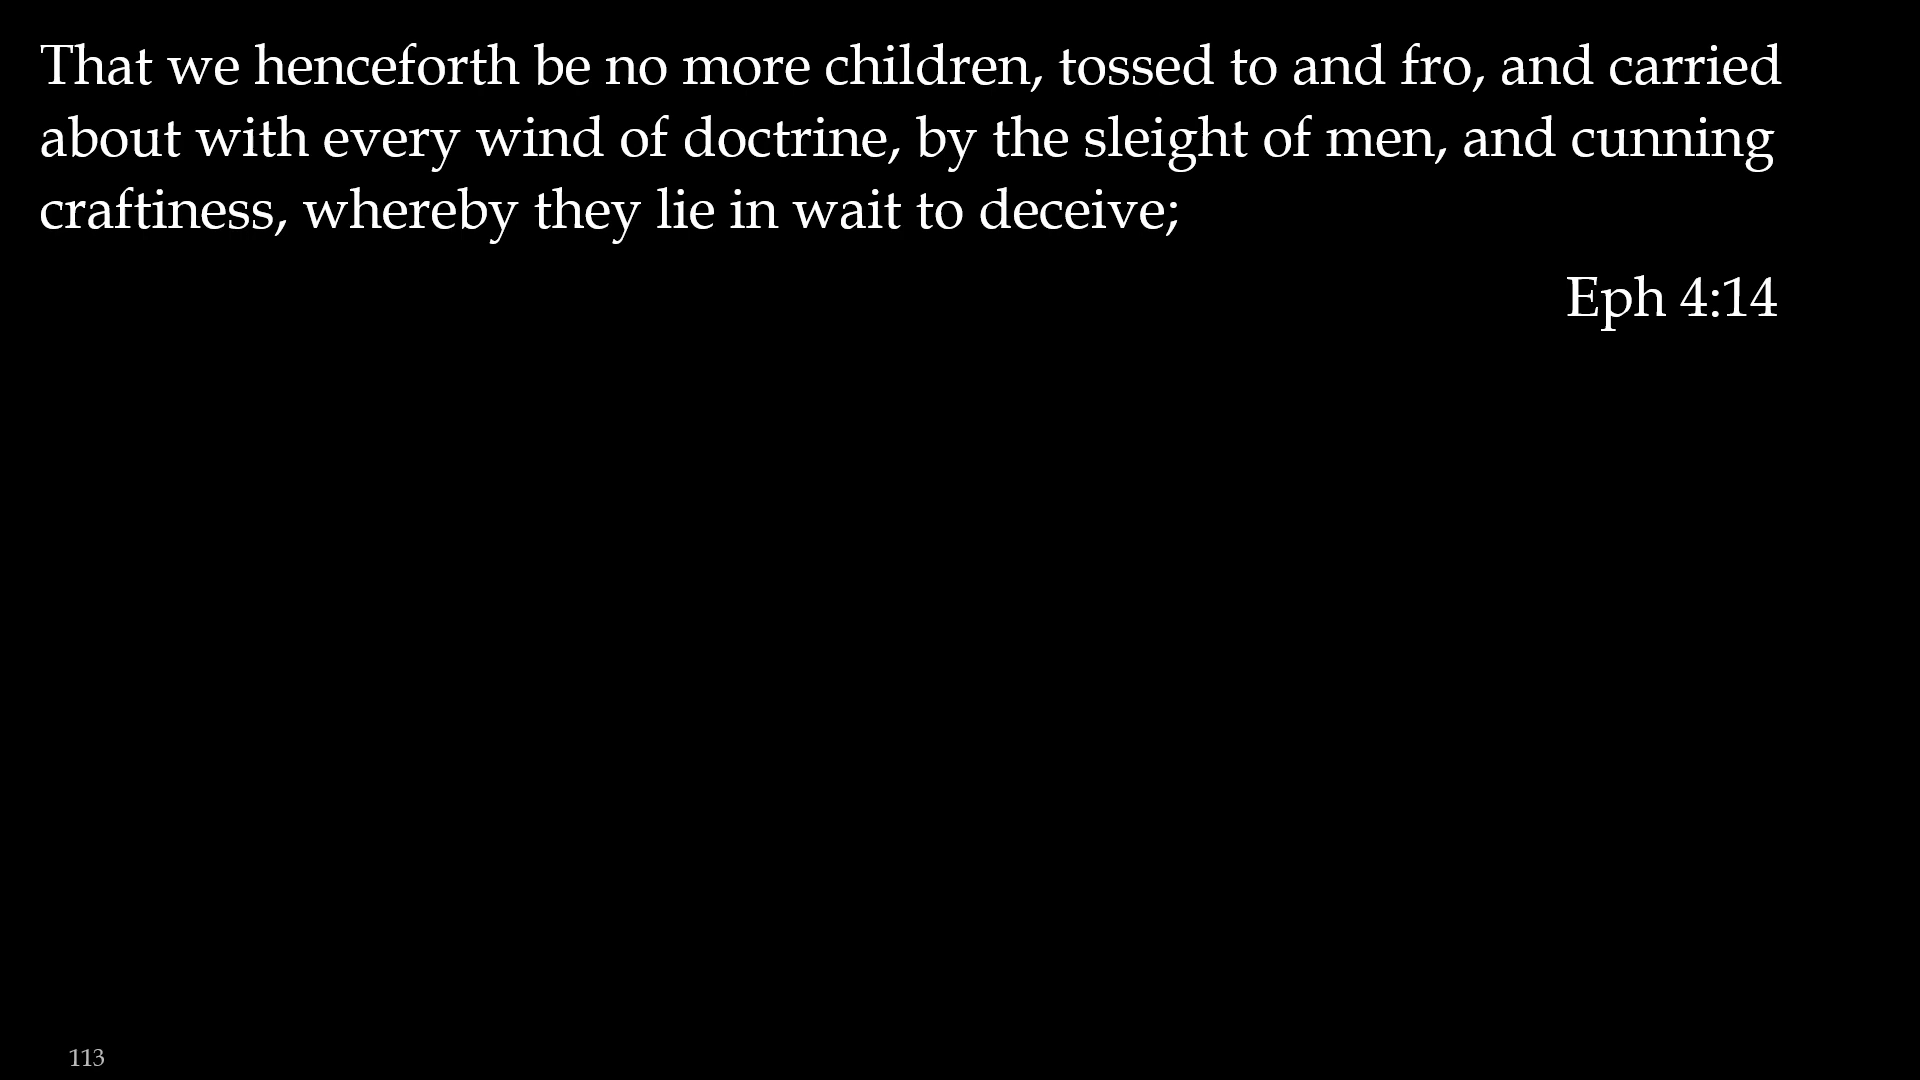 That we henceforth be no more children, tossed to and fro, and carried
about with every wind of doctrine, by the sleight of men, and cunning
craftiness, whereby they lie in wait to deceive;
Eph 4:14
113